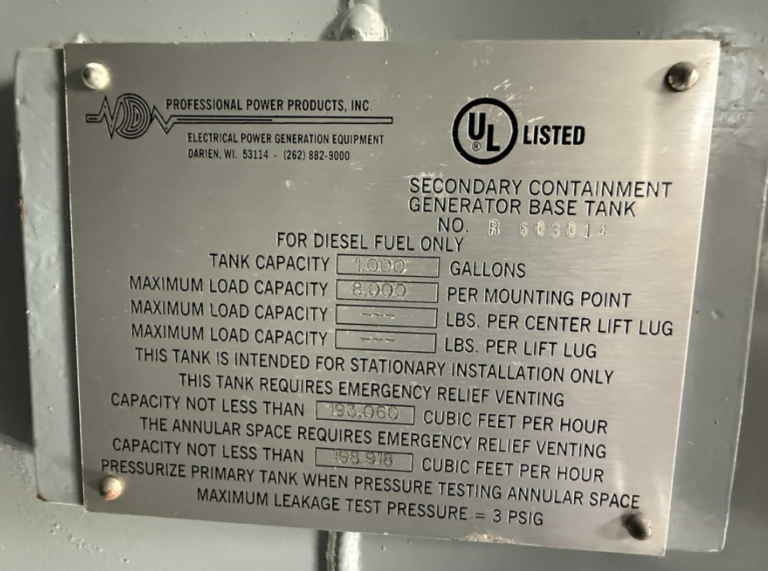 PROFESSIONAL POWER PRODUCTS, INC.
ELECTRICAL POWER GENERATION EQUIPMENT
DARIEN, WI. 53114 - (262) 882-9000
UL® LISTED
SECONDARY CONTAINMENT
GENERATOR BASE TANK
NO. R 603014
FOR DIESEL FUEL ONLY
TANK CAPACITY 1,000 GALLONS
MAXIMUM LOAD CAPACITY 8,000 PER MOUNTING POINT
MAXIMUM LOAD CAPACITY --- LBS. PER CENTER LIFT LUG
MAXIMUM LOAD CAPACITY --- LBS. PER LIFT LUG
THIS TANK IS INTENDED FOR STATIONARY INSTALLATION ONLY
THIS TANK REQUIRES EMERGENCY RELIEF VENTING
CAPACITY NOT LESS THAN 193,060 CUBIC FEET PER HOUR
THE ANNULAR SPACE REQUIRES EMERGENCY RELIEF VENTING
CAPACITY NOT LESS THAN 198,918 CUBIC FEET PER HOUR
PRESSURIZE PRIMARY TANK WHEN PRESSURE TESTING ANNULAR SPACE
MAXIMUM LEAKAGE TEST PRESSURE = 3 PSIG